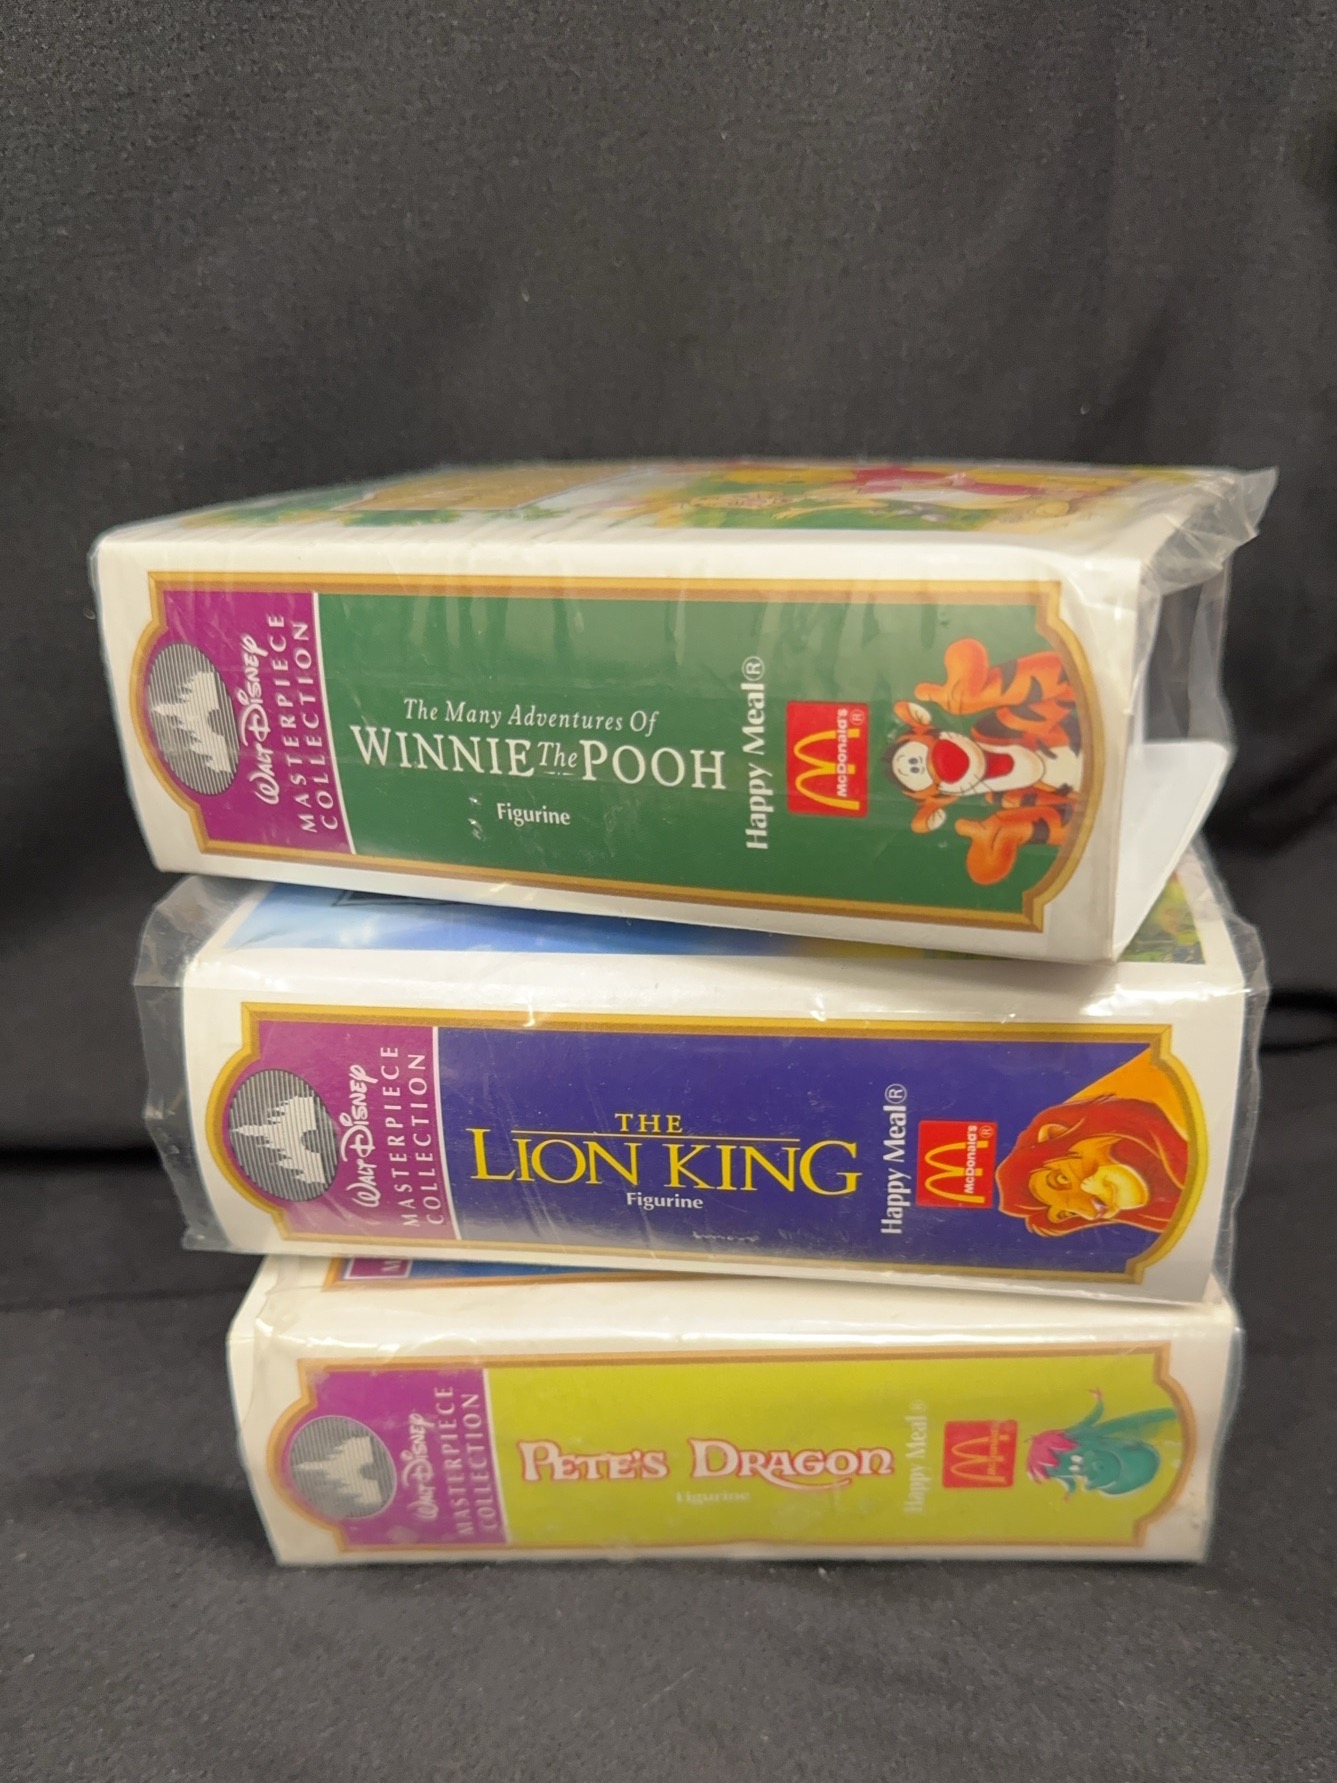 WALT DISNEY
MASTERPIECE
COLLECTION
The Many Adventures Of
WINNIE The POOH
Figurine
Happy Meal®
McDonald's®
WALT DISNEY
MASTERPIECE
COLLECTION
THE
LION KING
Figurine
Happy Meal®
McDonald's®
M
WALT DISNEY
MASTERPIECE
COLLECTION
PETE'S DRAGON
Figurine
Happy Meal®
McDonald's®